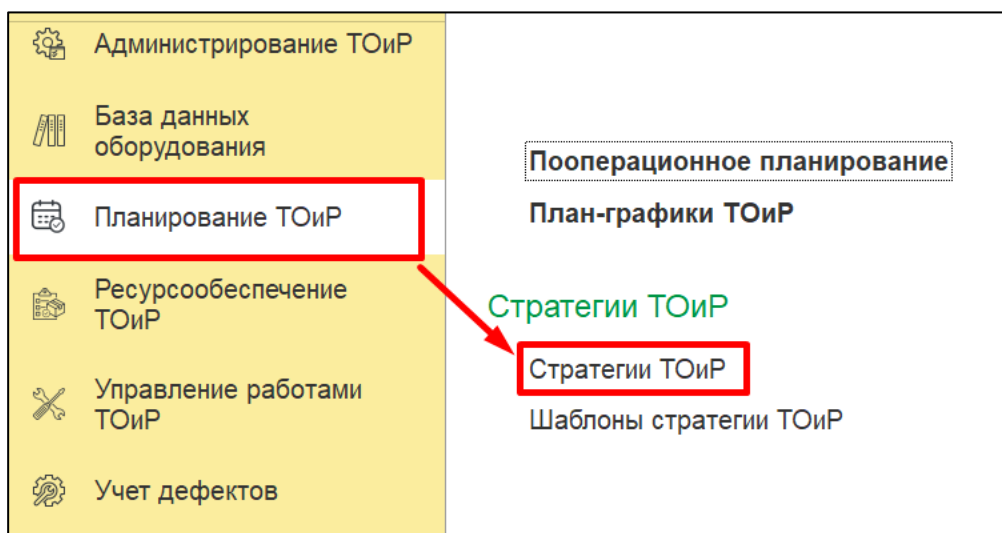 Администрирование ТОиР
База данных
оборудования
Планирование ТОиР
Ресурсообеспечение
ТОиР
Управление работами
ТОиР
Учет дефектов
Пооперационное планирование
План-графики ТОиР
Стратегии ТОиР
Стратегии ТОиР
Шаблоны стратегии ТОиР